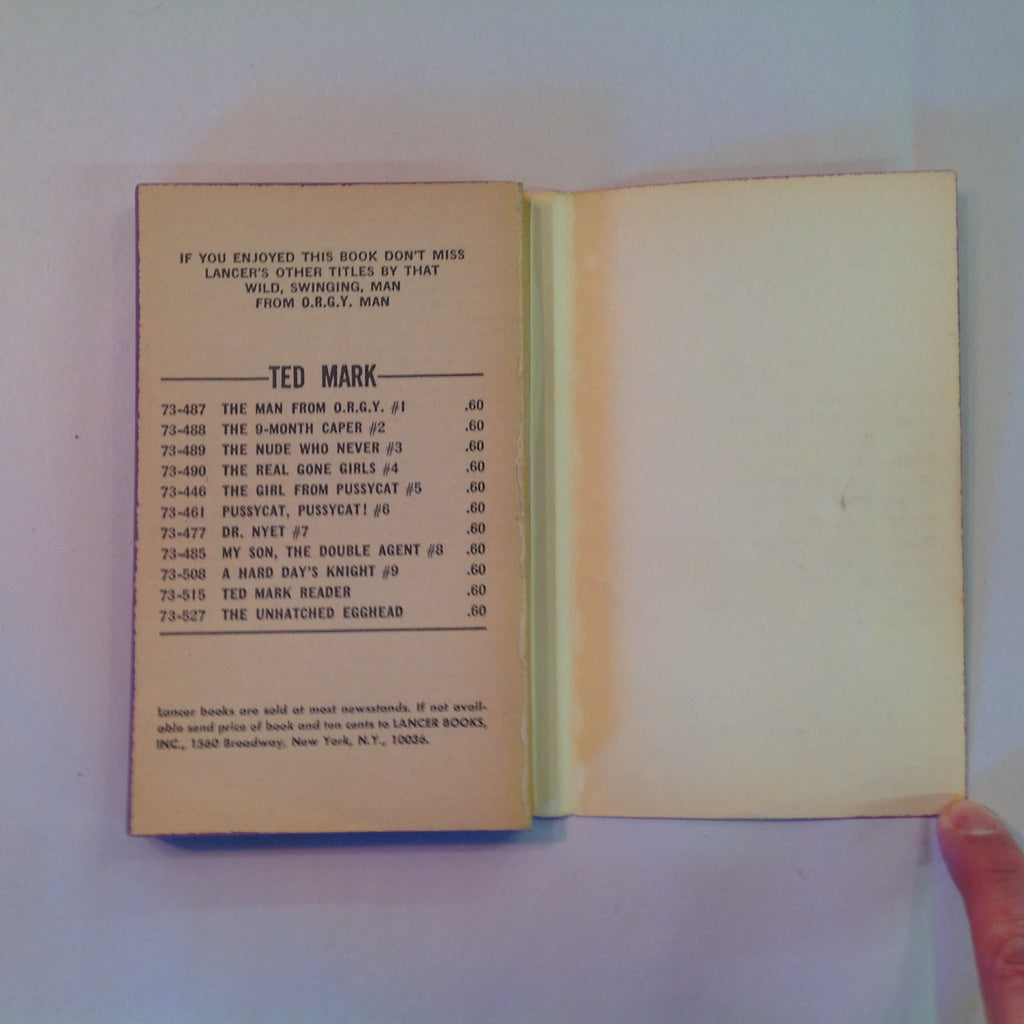 IF YOU ENJOYED THIS BOOK DON'T MISS
LANCER'S OTHER TITLES BY THAT
WILD, SWINGING, MAN
FROM O.R.G.Y. MAN
TED MARK
73-487 THE MAN FROM O.R.G.Y. #1 .60
73-488 THE 9-MONTH CAPER #2 .60
73-489 THE NUDE WHO NEVER #3 .60
73-490 THE REAL GONE GIRLS #4 .60
73-446 THE GIRL FROM PUSSYCAT #5 .60
73-461 PUSSYCAT, PUSSYCAT! #6 .60
73-477 DR. NYET #7 .60
73-485 MY SON, THE DOUBLE AGENT #8 .60
73-508 A HARD DAY'S KNIGHT #9 .60
73-515 TED MARK READER .60
73-527 THE UNHATCHED EGGHEAD .60
Lancer books are sold at most newsstands. If not avail-
able send price of book and ten cents to LANCER BOOKS,
INC., 1560 Broadway, New York, N.Y., 10036.